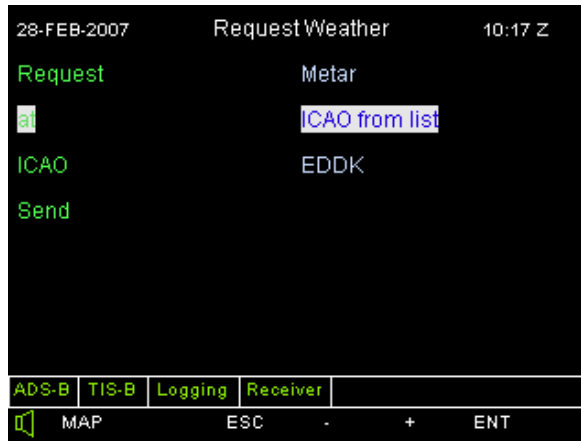 28-FEB-2007 Request Weather 10:17 Z
Request Metar
at ICAO from list
ICAO EDDK
Send
ADS-B TIS-B Logging Receiver
MAP ESC - + ENT